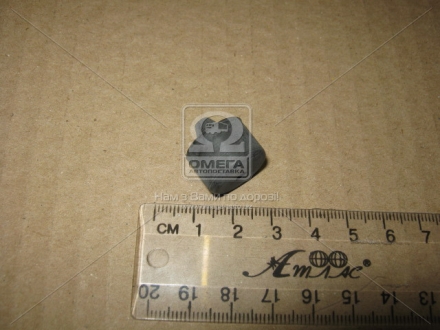 ОМЕГА
АВТОПОСТАВКА
Нам з Вами по дорозі!
СМ 1 2 3 4 5 6 7
Атлас®
20 19 18 17 16 15 14 13